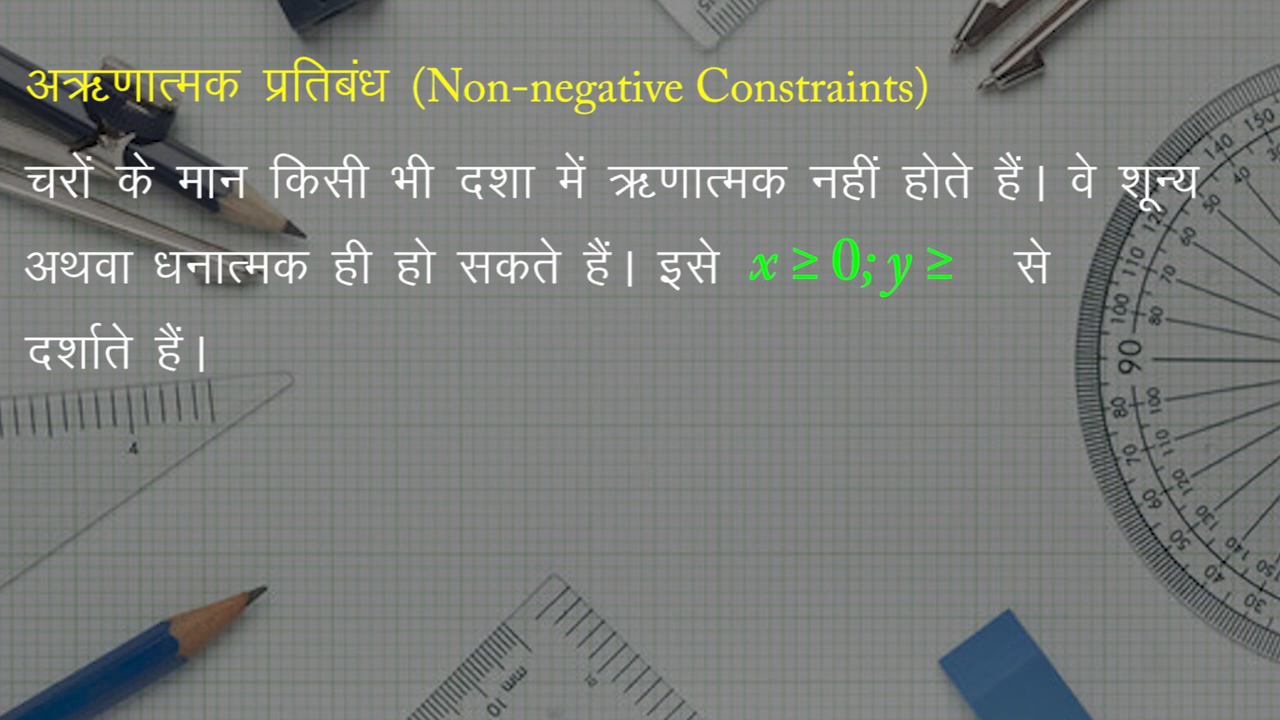 अऋणात्मक प्रतिबंध (Non-negative Constraints)
चरों के मान किसी भी दशा में ऋणात्मक नहीं होते हैं। वे शून्य
अथवा धनात्मक ही हो सकते हैं। इसे x ≥ 0; y ≥ से
दर्शाते हैं।